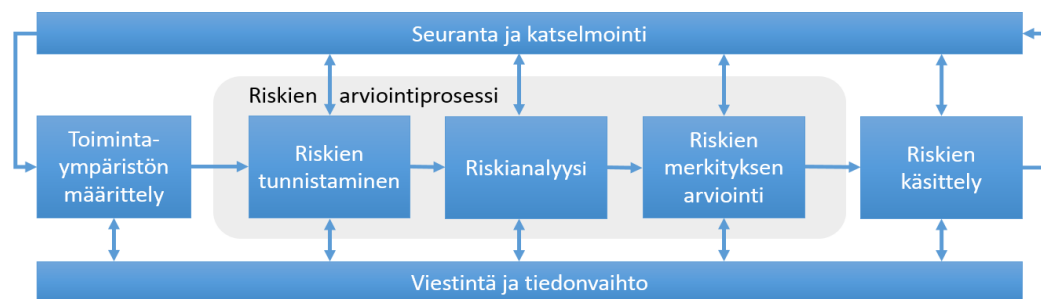 Seuranta ja katselmointi
Riskien arviointiprosessi
Toiminta-
ympäristön
määrittely
Riskien
tunnistaminen
Riskianalyysi
Riskien
merkityksen
arviointi
Riskien
käsittely
Viestintä ja tiedonvaihto